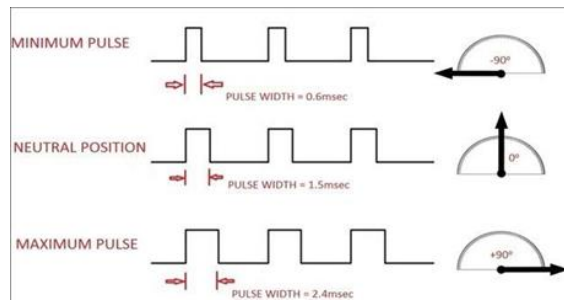 MINIMUM PULSE
-90°
PULSE WIDTH = 0.6msec
NEUTRAL POSITION
0°
PULSE WIDTH = 1.5msec
MAXIMUM PULSE
+90°
PULSE WIDTH = 2.4msec